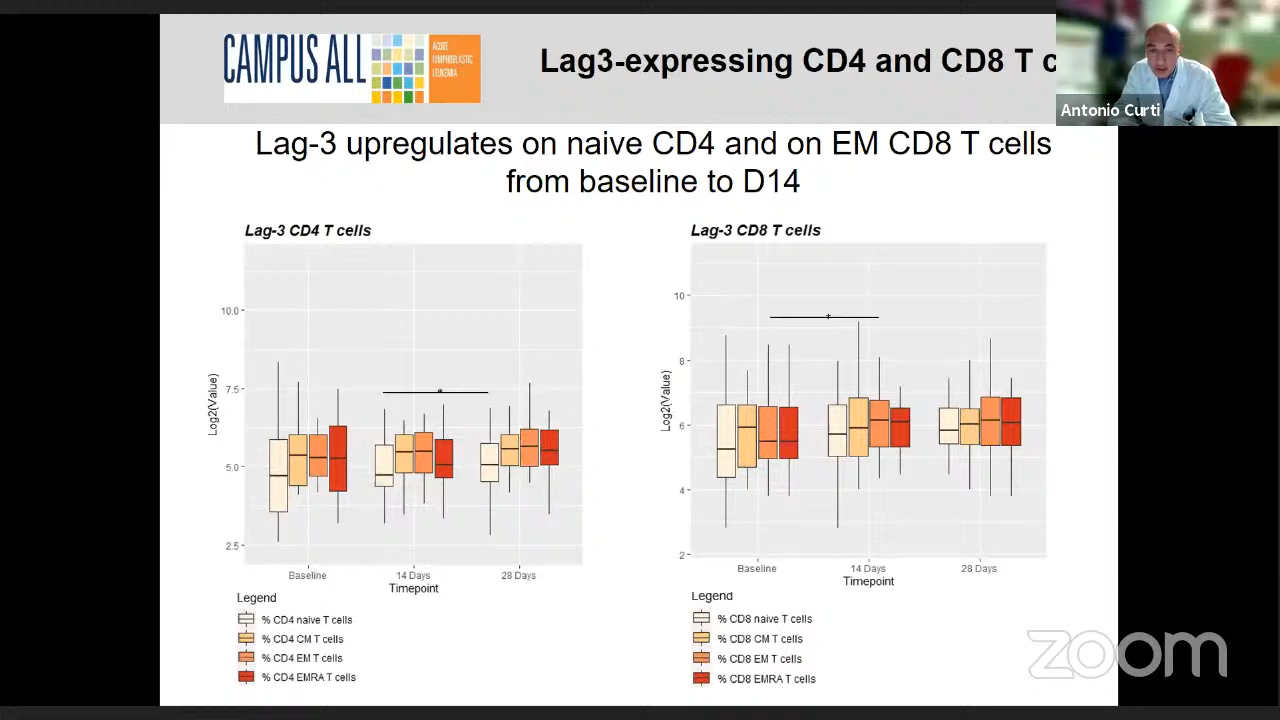 CAMPUS ALL
ACUTE
LYMPHOBLASTIC
LEUKEMIA
Lag3-expressing CD4 and CD8 T c
Antonio Curti
Lag-3 upregulates on naive CD4 and on EM CD8 T cells
from baseline to D14
Lag-3 CD4 T cells
10.0
7.5
5.0
2.5
Log2(Value)
*
Baseline
14 Days
28 Days
Timepoint
Legend
% CD4 naive T cells
% CD4 CM T cells
% CD4 EM T cells
% CD4 EMRA T cells
Lag-3 CD8 T cells
10
8
6
4
2
Log2(Value)
*
Baseline
14 Days
28 Days
Timepoint
Legend
% CD8 naive T cells
% CD8 CM T cells
% CD8 EM T cells
% CD8 EMRA T cells
zoom